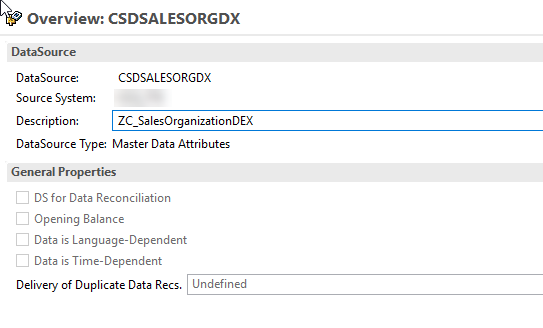 Overview: CSDSALESORGDX
DataSource
DataSource: CSDSALESORGDX
Source System:
Description: ZC_SalesOrganizationDEX
DataSource Type: Master Data Attributes
General Properties
DS for Data Reconciliation
Opening Balance
Data is Language-Dependent
Data is Time-Dependent
Delivery of Duplicate Data Recs. Undefined